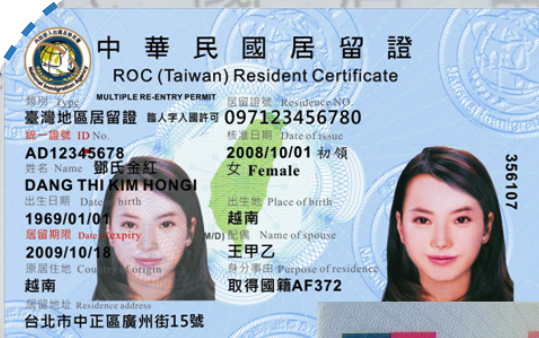 中華民國居留證
ROC (Taiwan) Resident Certificate
MULTIPLE RE-ENTRY PERMIT
類別 Type 居留證號 Residence NO.
臺灣地區居留證 臨人字入國許可 097123456780
統一證號 ID No. 核准日期 Date of issue
AD12345678 2008/10/01 初領
姓名 Name 鄧氏金紅 女 Female
DANG THI KIM HONGI
出生日期 Date of birth 出生地 Place of birth
1969/01/01 越南
居留期限 Date of expiry M/D) 配偶 Name of spouse
2009/10/18 王甲乙
原居住地 Country of origin 身分事由 Purpose of residence
越南 取得國籍AF372
居留地址 Residence address
台北市中正區廣州街15號
356107